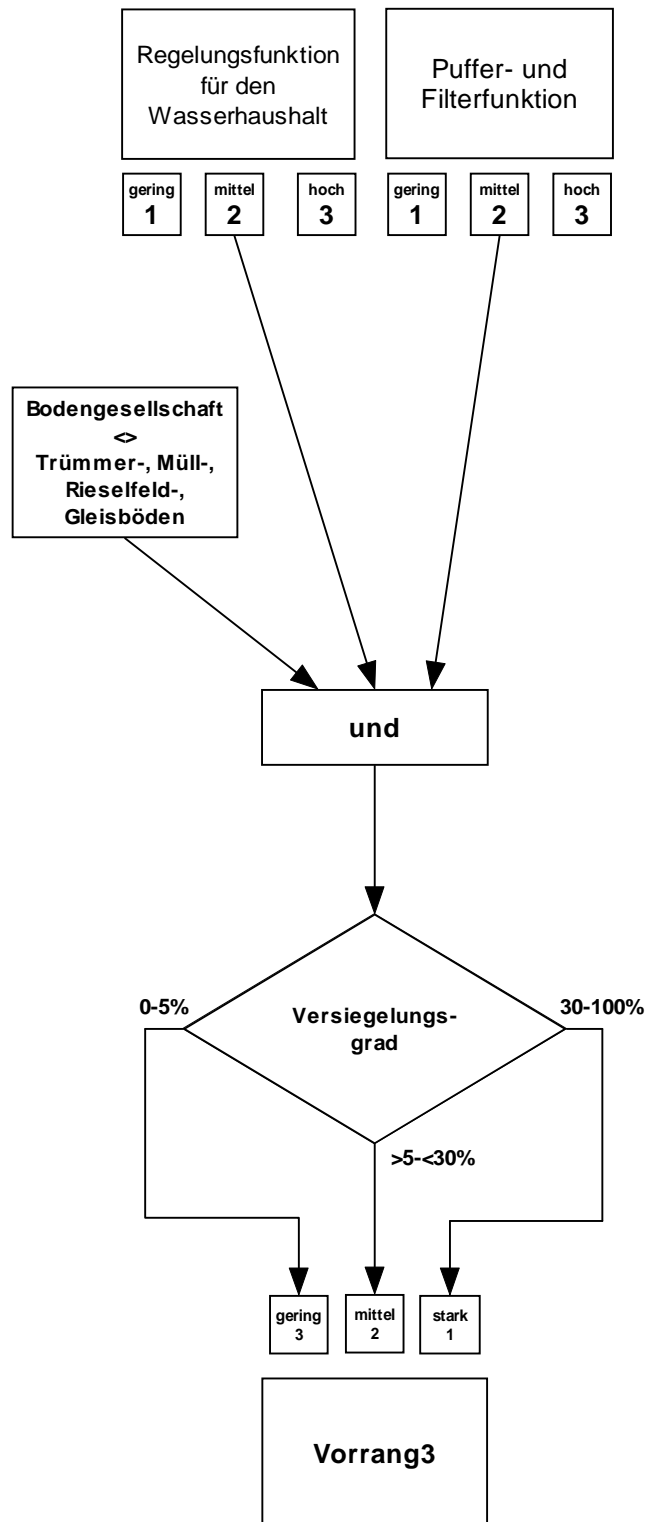 Regelungsfunktion
für den
Wasserhaushalt
Puffer- und
Filterfunktion
gering
1
mittel
2
hoch
3
gering
1
mittel
2
hoch
3
Bodengesellschaft
<>
Trümmer-, Müll-,
Rieselfeld-,
Gleisböden
und
0-5%
Versiegelungs-
grad
30-100%
>5-<30%
gering
3
mittel
2
stark
1
Vorrang3